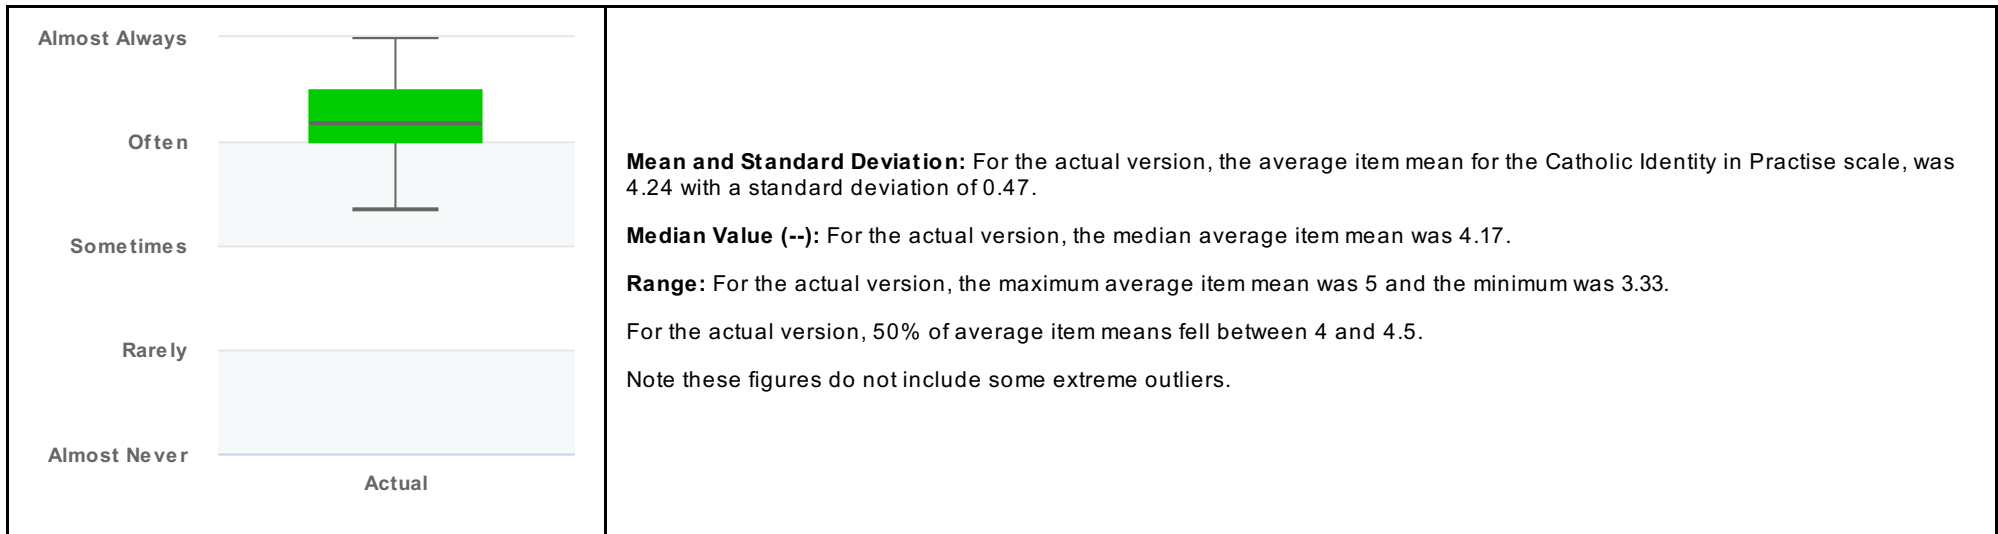 Almost Always
Often
Sometimes
Rarely
Almost Never
Actual
Mean and Standard Deviation: For the actual version, the average item mean for the Catholic Identity in Practise scale, was
4.24 with a standard deviation of 0.47.
Median Value (--): For the actual version, the median average item mean was 4.17.
Range: For the actual version, the maximum average item mean was 5 and the minimum was 3.33.
For the actual version, 50% of average item means fell between 4 and 4.5.
Note these figures do not include some extreme outliers.